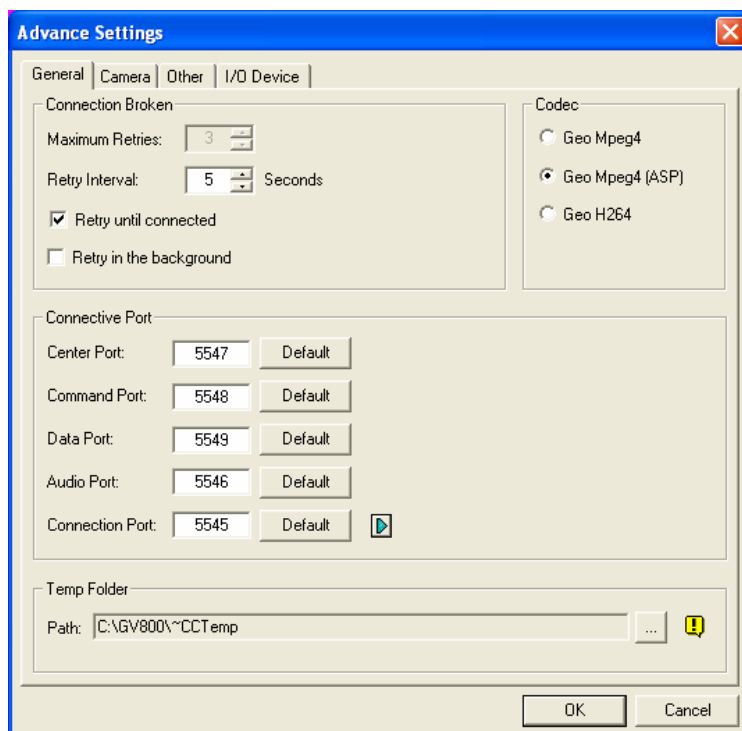 Advance Settings
General Camera Other I/O Device
Connection Broken
Maximum Retries: 3
Retry Interval: 5 Seconds
Retry until connected
Retry in the background
Codec
Geo Mpeg4
Geo Mpeg4 (ASP)
Geo H264
Connective Port
Center Port: 5547 Default
Command Port: 5548 Default
Data Port: 5549 Default
Audio Port: 5546 Default
Connection Port: 5545 Default
Temp Folder
Path: C:\GV800\~CCTemp ...
OK Cancel